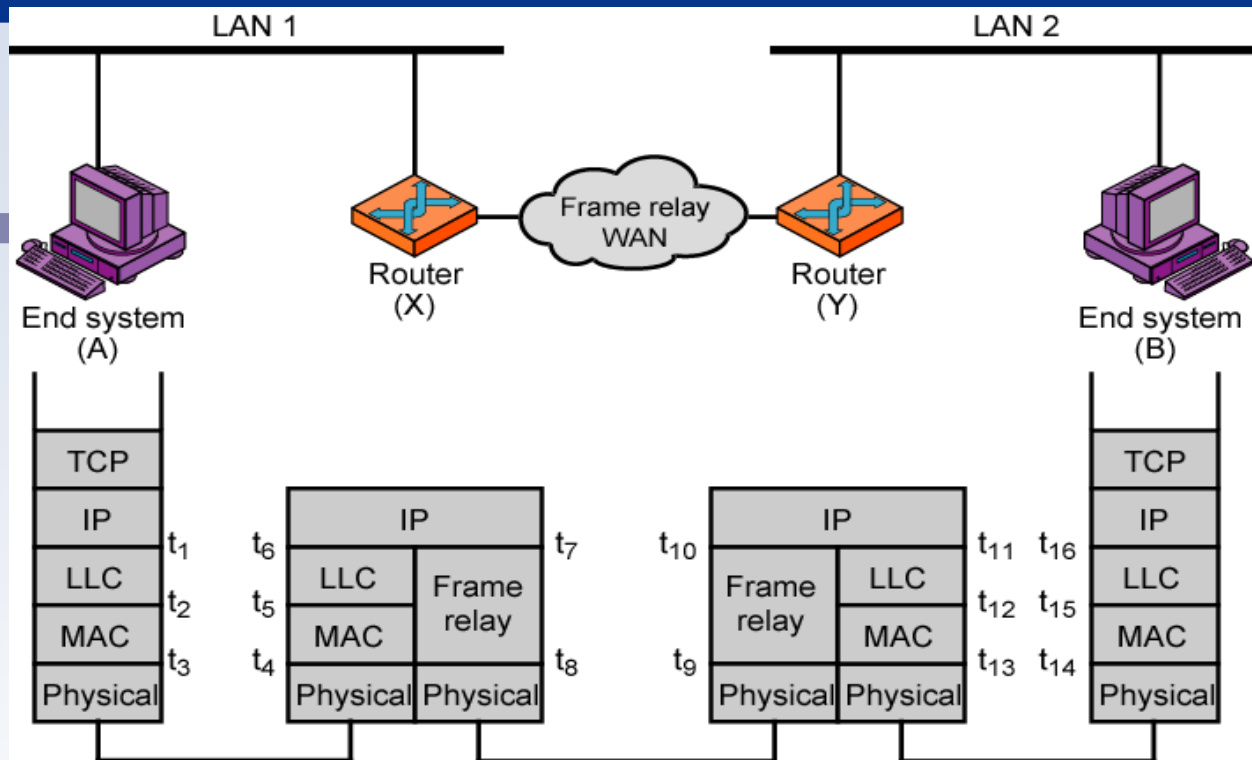 LAN 1
LAN 2
Frame relay
WAN
Router
(X)
Router
(Y)
End system
(A)
End system
(B)
TCP
IP
LLC
MAC
Physical
t1
t2
t3
t6
t5
t4
IP
LLC
MAC
Physical
Frame
relay
Physical
t7
t8
t10
t9
IP
Frame
relay
Physical
LLC
MAC
Physical
t11
t12
t13
t16
t15
t14
TCP
IP
LLC
MAC
Physical